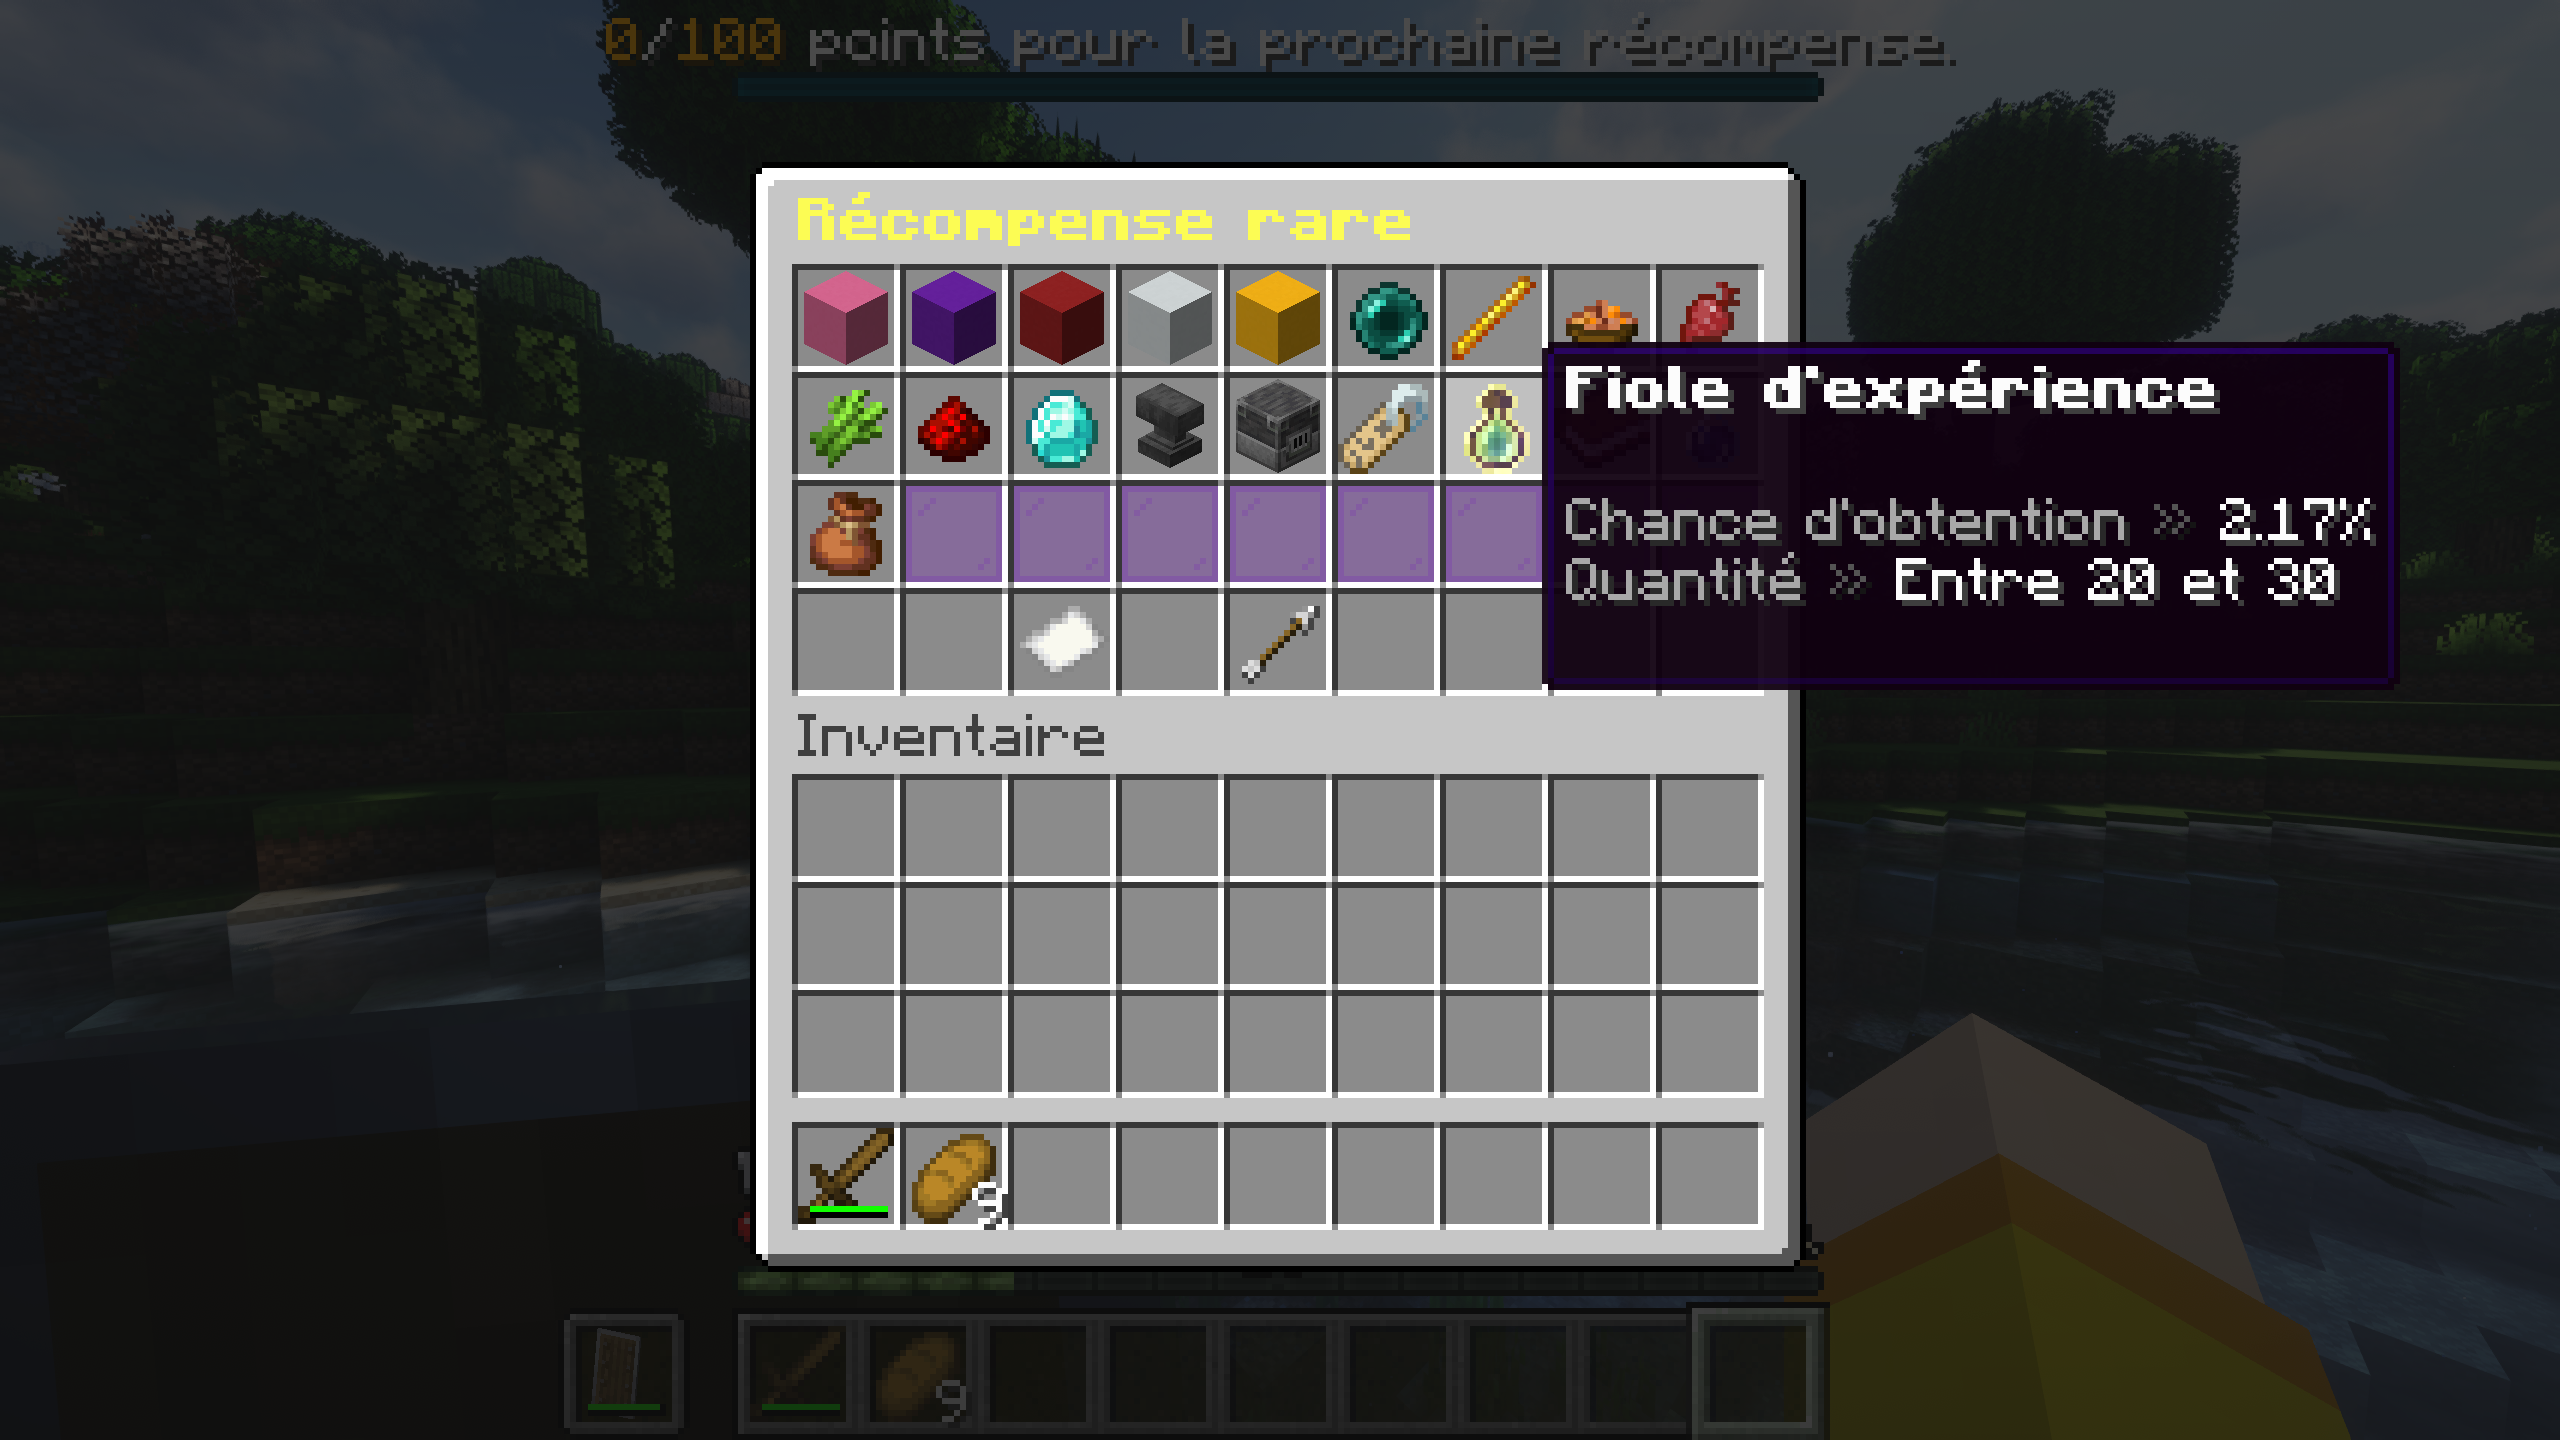 0/100 points pour la prochaine récompense.
Récompense rare
Fiole d'expérience
Chance d'obtention » 2.17%
Quantité » Entre 20 et 30
Inventaire
9
9